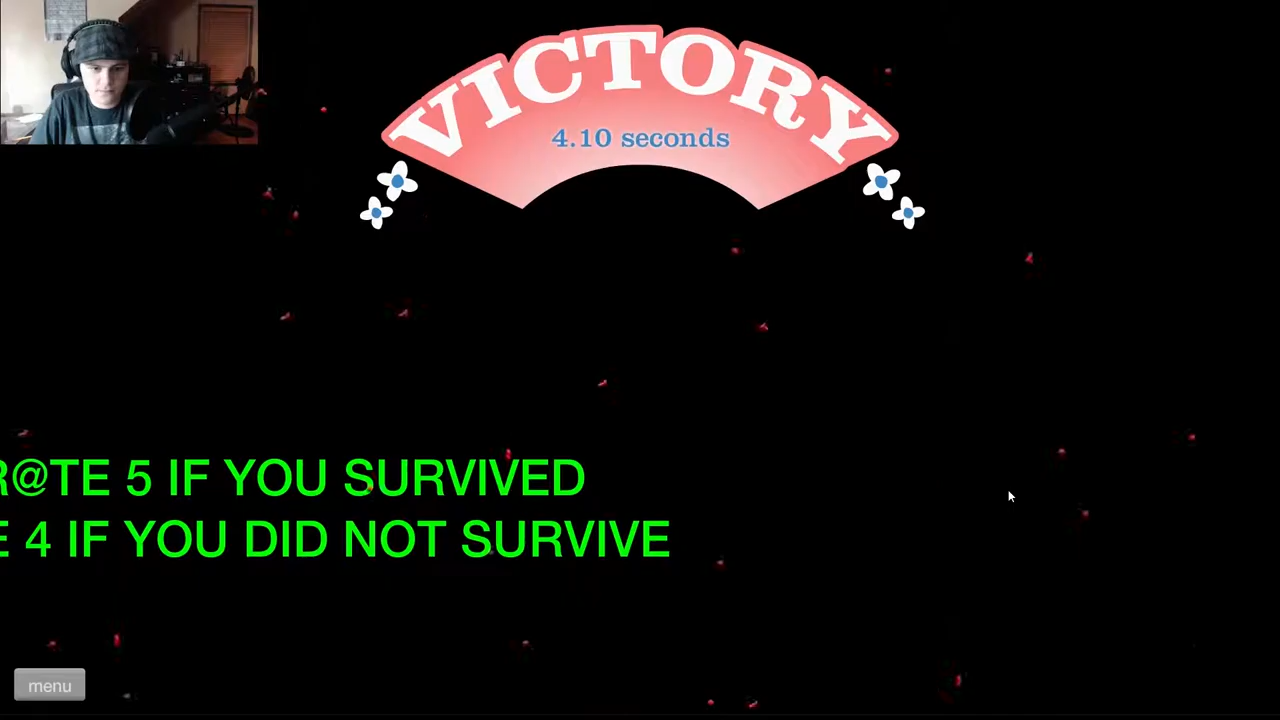 VICTORY
4.10 seconds
R@TE 5 IF YOU SURVIVED
E 4 IF YOU DID NOT SURVIVE
menu